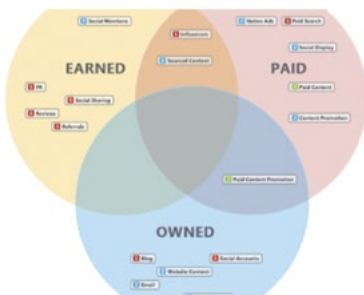 Social Mentions
Native Ads
Paid Search
Influencers
Social Display
Sourced Content
EARNED
PAID
PR
Paid Content
Social Sharing
Reviews
Content Promotion
Referrals
Paid Content Promotion
OWNED
Blog
Social Accounts
Website Content
Email